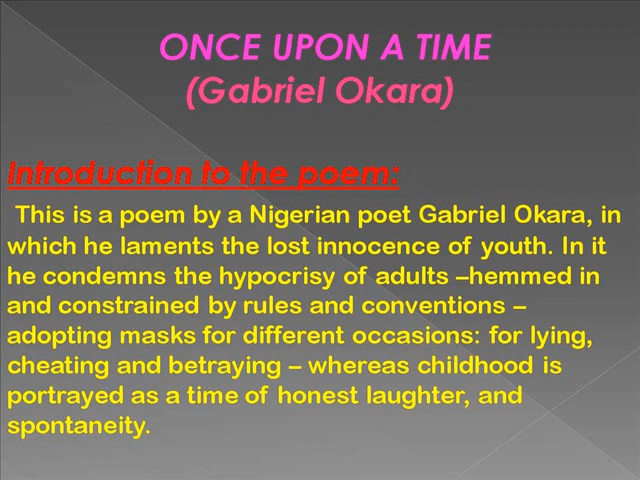 ONCE UPON A TIME
(Gabriel Okara)
Introduction to the poem:
This is a poem by a Nigerian poet Gabriel Okara, in
which he laments the lost innocence of youth. In it
he condemns the hypocrisy of adults –hemmed in
and constrained by rules and conventions –
adopting masks for different occasions: for lying,
cheating and betraying – whereas childhood is
portrayed as a time of honest laughter, and
spontaneity.